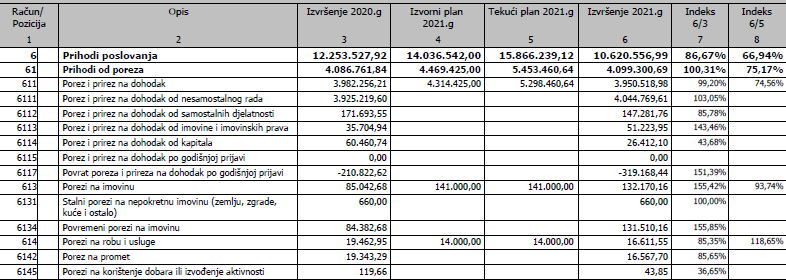 Račun/ Pozicija Opis Izvršenje 2020.g Izvorni plan 2021.g Tekući plan 2021.g Izvršenje 2021.g Indeks 6/3 Indeks 6/5
1 2 3 4 5 6 7 8
6 Prihodi poslovanja 12.253.527,92 14.036.542,00 15.866.239,12 10.620.556,99 86,67% 66,94%
61 Prihodi od poreza 4.086.761,84 4.469.425,00 5.453.460,64 4.099.300,69 100,31% 75,17%
611 Porez i prirez na dohodak 3.982.256,21 4.314.425,00 5.298.460,64 3.950.518,98 99,20% 74,56%
6111 Porez i prirez na dohodak od nesamostalnog rada 3.925.219,60 4.044.769,61 103,05%
6112 Porez i prirez na dohodak od samostalnih djelatnosti 171.693,55 147.281,76 85,78%
6113 Porez i prirez na dohodak od imovine i imovinskih prava 35.704,94 51.223,95 143,46%
6114 Porez i prirez na dohodak od kapitala 60.460,74 26.412,10 43,68%
6115 Porez i prirez na dohodak po godišnjoj prijavi 0,00 0,00
6117 Povrat poreza i prireza na dohodak po godišnjoj prijavi -210.822,62 -319.168,44 151,39%
613 Porezi na imovinu 85.042,68 141.000,00 141.000,00 132.170,16 155,42% 93,74%
6131 Stalni porezi na nepokretnu imovinu (zemlju, zgrade, kuće i ostalo) 660,00 660,00 100,00%
6134 Povremeni porezi na imovinu 84.382,68 131.510,16 155,85%
614 Porezi na robu i usluge 19.462,95 14.000,00 14.000,00 16.611,55 85,35% 118,65%
6142 Porez na promet 19.343,29 16.567,70 85,65%
6145 Porezi na korištenje dobara ili izvođenje aktivnosti 119,66 43,85 36,65%